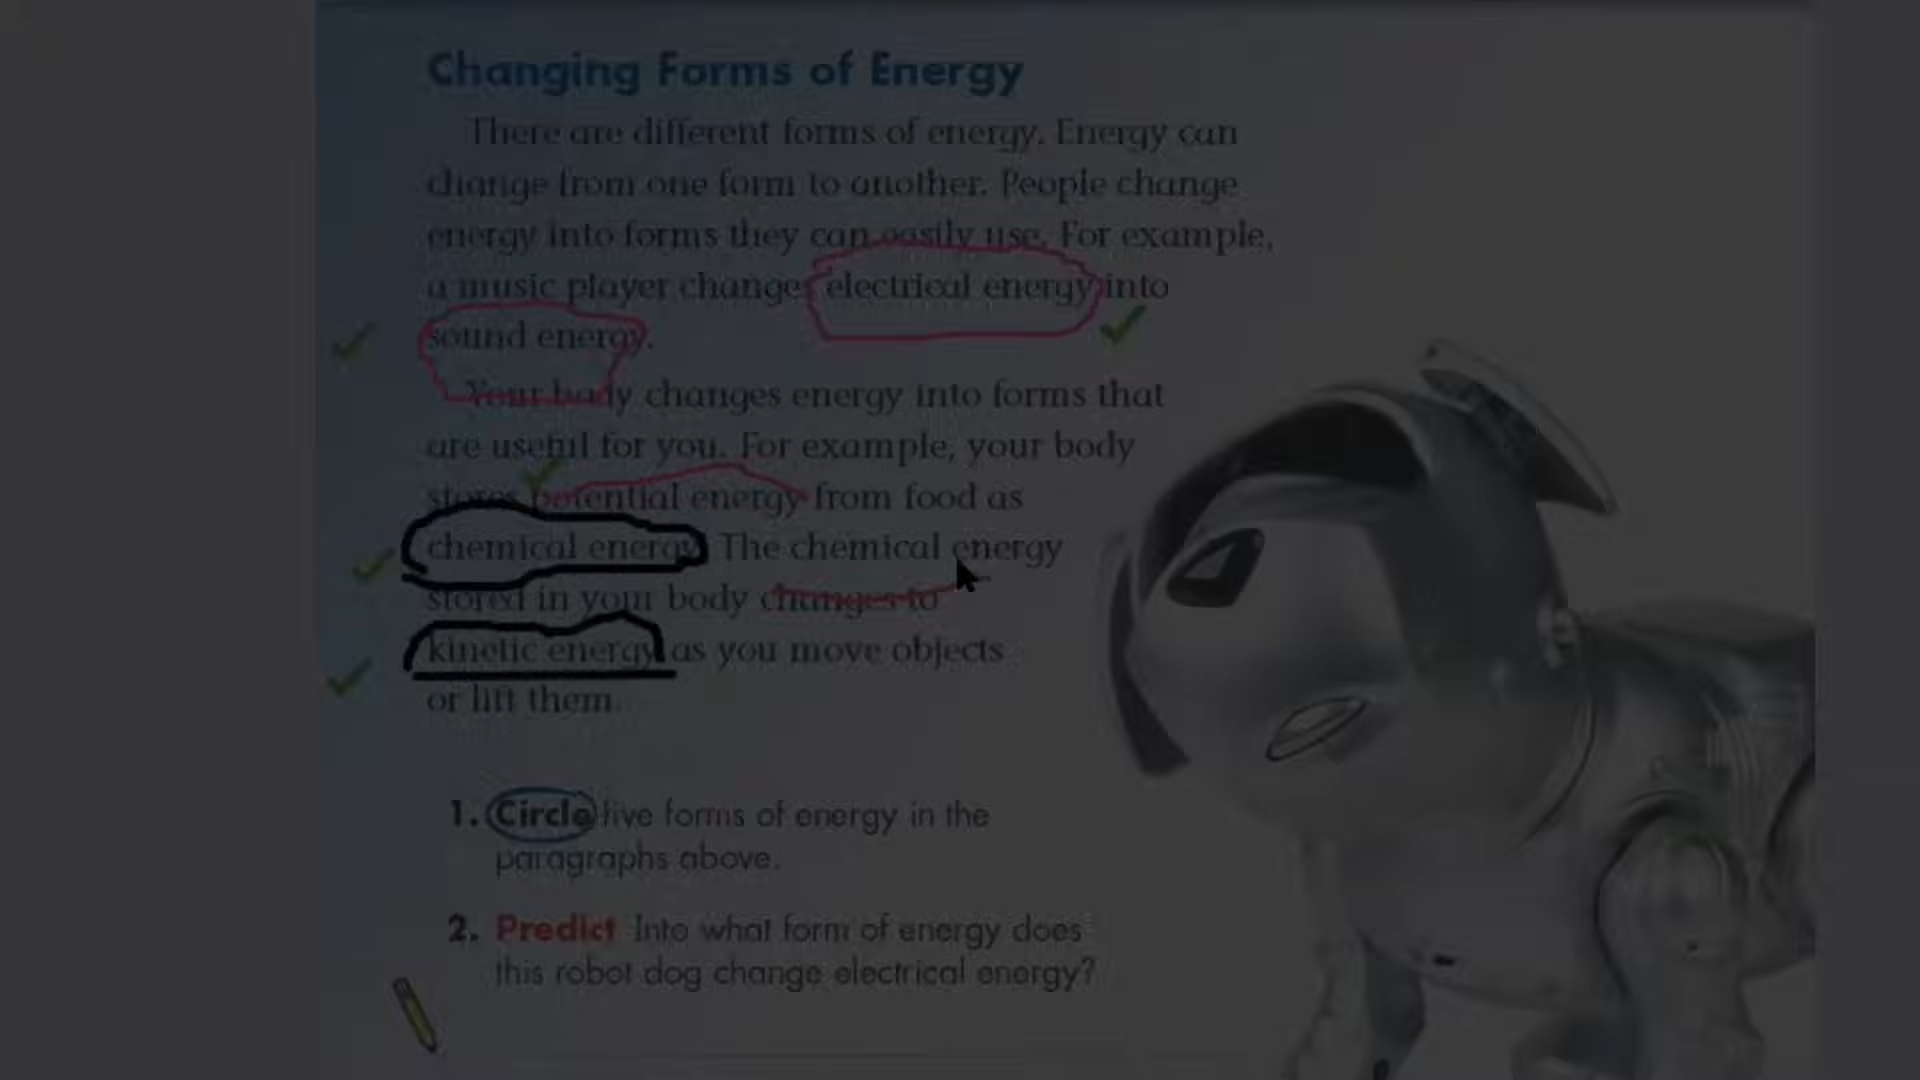 Changing Forms of Energy
There are different forms of energy. Energy can
change from one form to another. People change
energy into forms they can easily use. For example,
a music player changes electrical energy into
sound energy.
Your body changes energy into forms that
are useful for you. For example, your body
stores potential energy from food as
chemical energy. The chemical energy
stored in your body changes to
kinetic energy as you move objects
or lift them.
1. Circle five forms of energy in the
paragraphs above.
2. Predict Into what form of energy does
this robot dog change electrical energy?